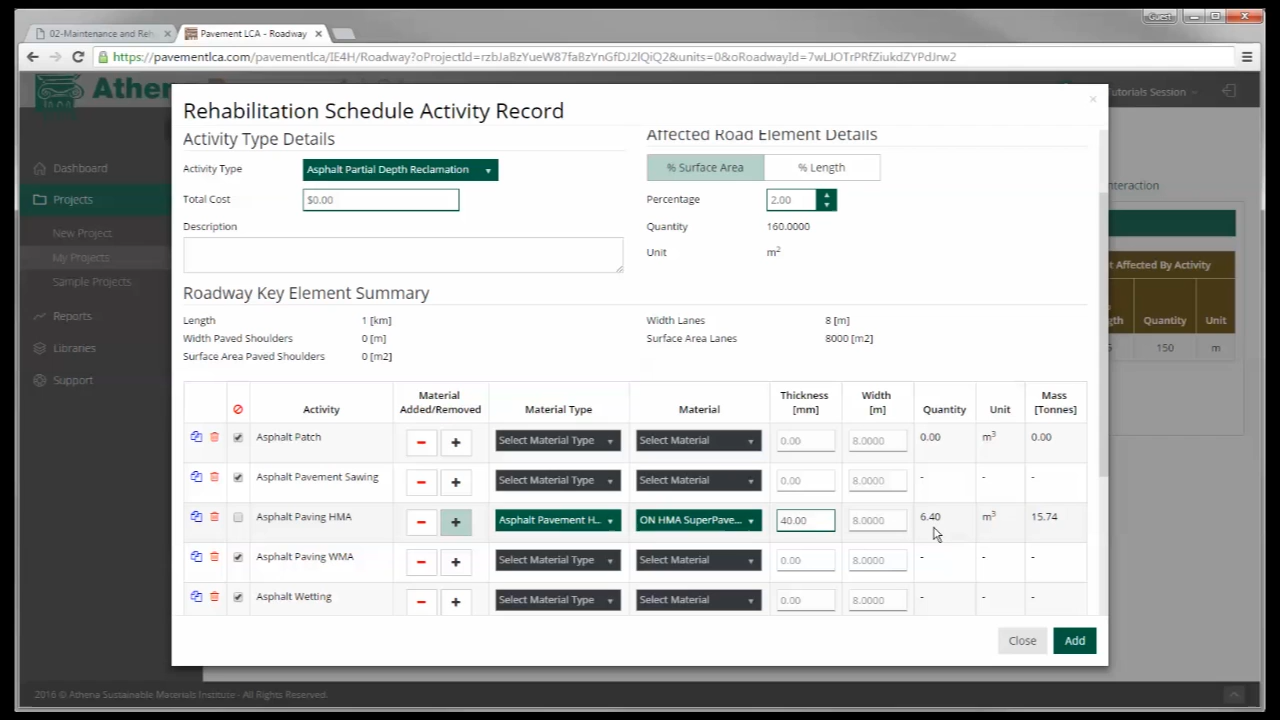 Guest
02-Maintenance and Reh
Pavement LCA - Roadway
https://pavementlca.com/pavementlca/IE4H/Roadway?oProjectId=rzbJaBzYueW87faBzYnGfDJ2lQiQ2&units=0&oRoadwayId=7wLJOTrPfZiukdZYPdJrw2
Athen
Tutorials Session
Rehabilitation Schedule Activity Record
×
Activity Type Details
Affected Road Element Details
Activity Type
Asphalt Partial Depth Reclamation
% Surface Area
% Length
Total Cost
$0.00
Percentage
2.00
Description
Quantity
160.0000
Unit
m²
Roadway Key Element Summary
Length
1 [km]
Width Lanes
8 [m]
Width Paved Shoulders
0 [m]
Surface Area Lanes
8000 [m2]
Surface Area Paved Shoulders
0 [m2]
Activity
Material Added/Removed
Material Type
Material
Thickness [mm]
Width [m]
Quantity
Unit
Mass [Tonnes]
Asphalt Patch
−
+
Select Material Type
Select Material
0.00
8.0000
0.00
m³
0.00
Asphalt Pavement Sawing
−
+
Select Material Type
Select Material
0.00
8.0000
-
-
-
Asphalt Paving HMA
−
+
Asphalt Pavement H...
ON HMA SuperPave...
40.00
8.0000
6.40
m³
15.74
Asphalt Paving WMA
−
+
Select Material Type
Select Material
0.00
8.0000
-
-
-
Asphalt Wetting
−
+
Select Material Type
Select Material
0.00
8.0000
-
-
-
Close
Add
Dashboard
Projects
New Project
My Projects
Sample Projects
Reports
Libraries
Support
teraction
t Affected By Activity
gth
Quantity
Unit
150
m
2016 © Athena Sustainable Materials Institute - All Rights Reserved.